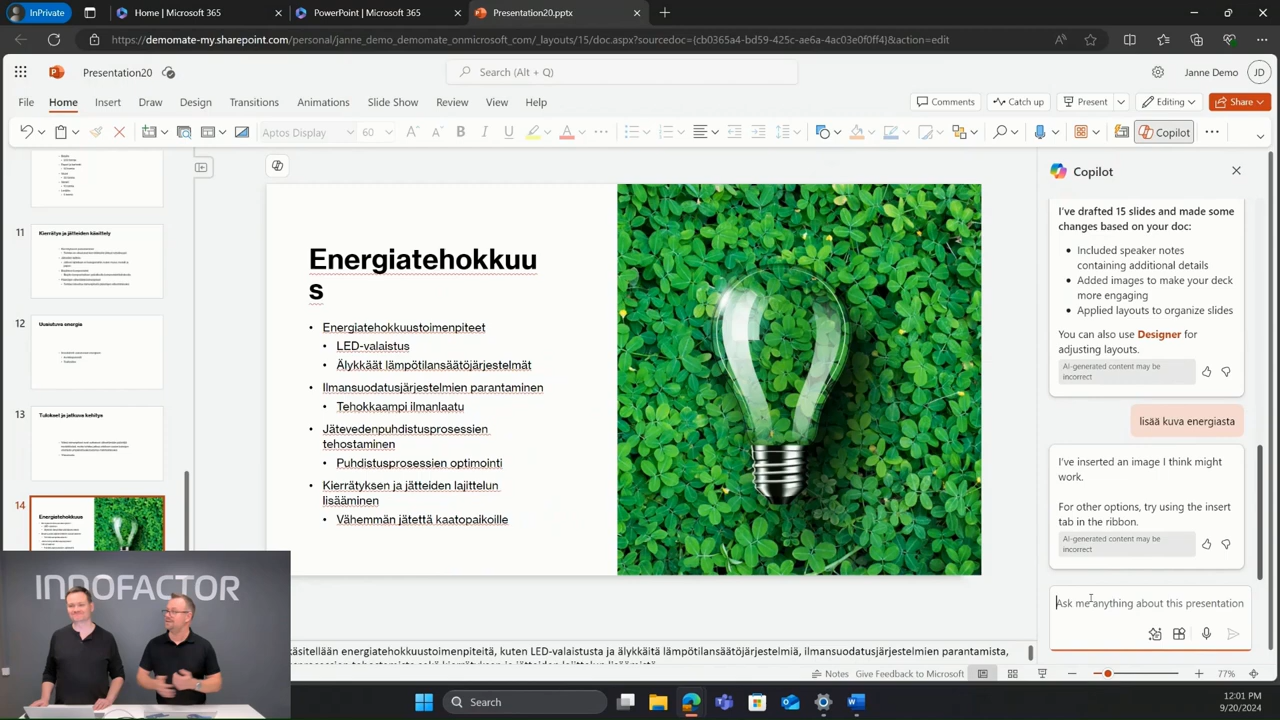 InPrivate
Home | Microsoft 365
PowerPoint | Microsoft 365
Presentation20.pptx
https://demomate-my.sharepoint.com/personal/janne_demo_demomate_onmicrosoft_com/_layouts/15/doc.aspx?sourcedoc={cb0365a4-bd59-425c-ae6a-4ac03e0f0ff4}&action=edit
Presentation20
Search (Alt + Q)
Janne Demo
JD
File
Home
Insert
Draw
Design
Transitions
Animations
Slide Show
Review
View
Help
Comments
Catch up
Present
Editing
Share
Aptos Display
60
Copilot
11
Kierrätys ja jätteiden käsittely
12
Uusiutuva energia
13
Tulokset ja jatkuva kehitys
14
Energiatehokkuus
Energiatehokkuu
s
• Energiatehokkuustoimenpiteet
• LED-valaistus
• Älykkäät lämpötilansäätöjärjestelmät
• Ilmansuodatusjärjestelmien parantaminen
• Tehokkaampi ilmanlaatu
• Jätevedenpuhdistusprosessien
tehostaminen
• Puhdistusprosessien optimointi
• Kierrätyksen ja jätteiden lajittelun
lisääminen
Vähemmän jätettä kaatopaikoille
Copilot
I've drafted 15 slides and made some
changes based on your doc:
• Included speaker notes
containing additional details
• Added images to make your deck
more engaging
• Applied layouts to organize slides
You can also use Designer for
adjusting layouts.
AI-generated content may be
incorrect
lisää kuva energiasta
I've inserted an image I think might
work.
For other options, try using the insert
tab in the ribbon.
AI-generated content may be
incorrect
Ask me anything about this presentation
INNOFACTOR
käsitellään energiatehokkuustoimenpiteitä, kuten LED-valaistusta ja älykkäitä lämpötilansäätöjärjestelmiä, ilmansuodatusjärjestelmien parantamista,
Notes
Give Feedback to Microsoft
77%
Search
12:01 PM
9/20/2024